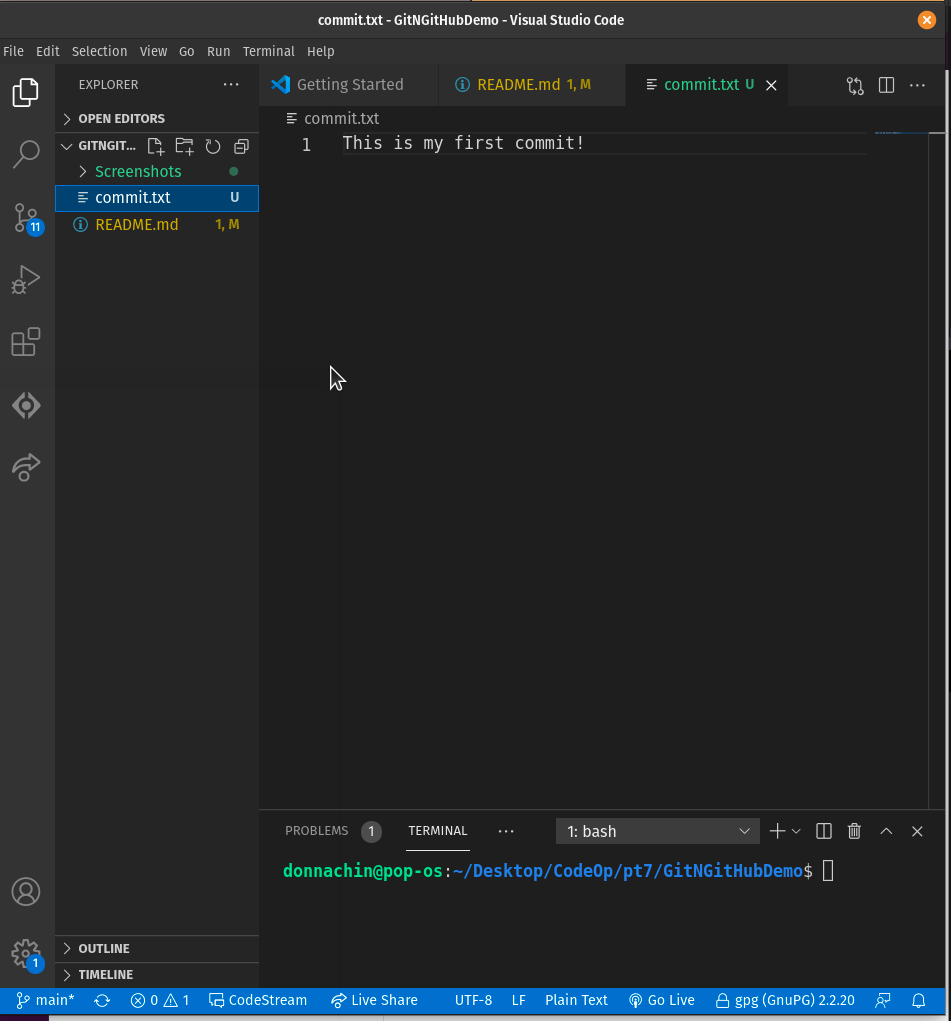 commit.txt - GitNGitHubDemo - Visual Studio Code
File Edit Selection View Go Run Terminal Help
EXPLORER
Getting Started
README.md 1, M
commit.txt U
OPEN EDITORS
GITNGIT...
Screenshots
commit.txt U
README.md 1, M
commit.txt
1 This is my first commit!
11
PROBLEMS 1 TERMINAL
1: bash
donnachin@pop-os:~/Desktop/CodeOp/pt7/GitNGitHubDemo$
OUTLINE
1
TIMELINE
main* 0 1 CodeStream Live Share UTF-8 LF Plain Text Go Live gpg (GnuPG) 2.2.20